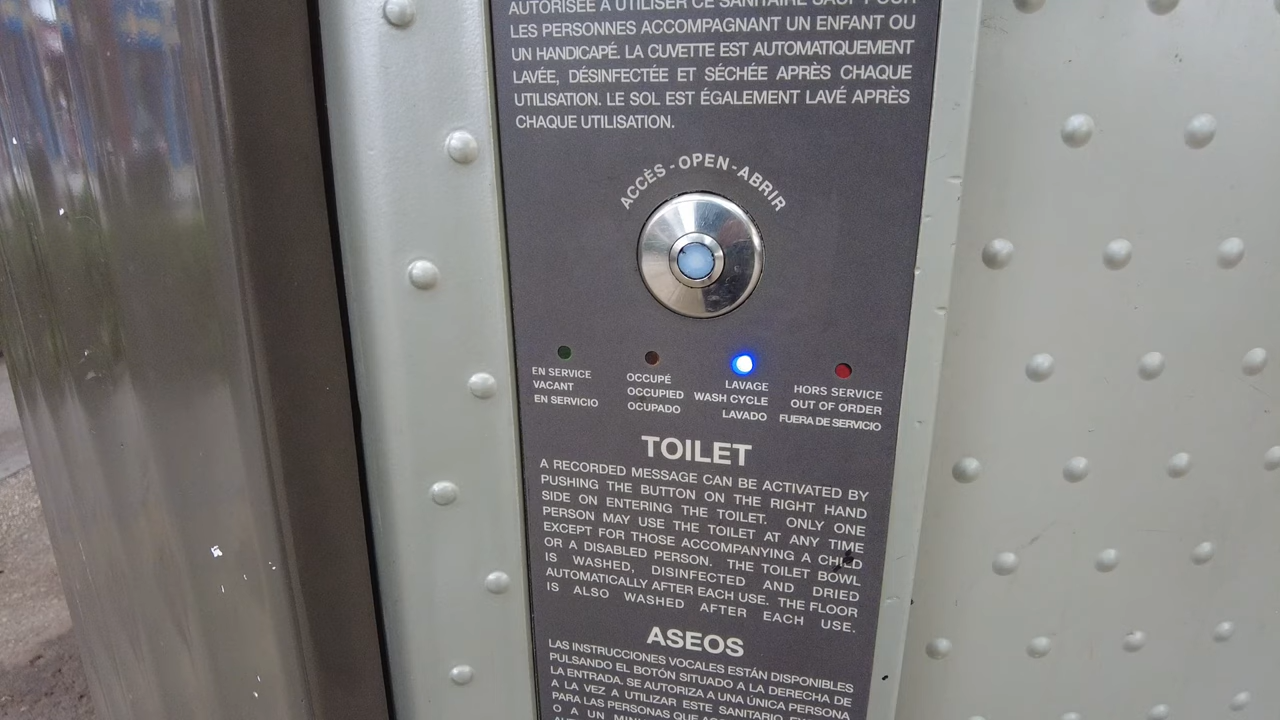 AUTORISÉE À UTILISER CE SANITAIRE SAUF POUR
LES PERSONNES ACCOMPAGNANT UN ENFANT OU
UN HANDICAPÉ. LA CUVETTE EST AUTOMATIQUEMENT
LAVÉE, DÉSINFECTÉE ET SÉCHÉE APRÈS CHAQUE
UTILISATION. LE SOL EST ÉGALEMENT LAVÉ APRÈS
CHAQUE UTILISATION.
ACCÈS-OPEN-ABRIR
EN SERVICE
VACANT
EN SERVICIO
OCCUPÉ
OCCUPIED
OCUPADO
LAVAGE
WASH CYCLE
LAVADO
HORS SERVICE
OUT OF ORDER
FUERA DE SERVICIO
TOILET
A RECORDED MESSAGE CAN BE ACTIVATED BY
PUSHING THE BUTTON ON THE RIGHT HAND
SIDE ON ENTERING THE TOILET. ONLY ONE
PERSON MAY USE THE TOILET AT ANY TIME
EXCEPT FOR THOSE ACCOMPANYING A CHILD
OR A DISABLED PERSON. THE TOILET BOWL
IS WASHED, DISINFECTED AND DRIED
AUTOMATICALLY AFTER EACH USE. THE FLOOR
IS ALSO WASHED AFTER EACH USE.
ASEOS
LAS INSTRUCCIONES VOCALES ESTÁN DISPONIBLES
PULSANDO EL BOTÓN SITUADO A LA DERECHA DE
LA ENTRADA. SE AUTORIZA A UNA ÚNICA PERSONA
A LA VEZ A UTILIZAR ESTE SANITARIO, EXCEPTO
PARA LAS PERSONAS QUE
O A UN